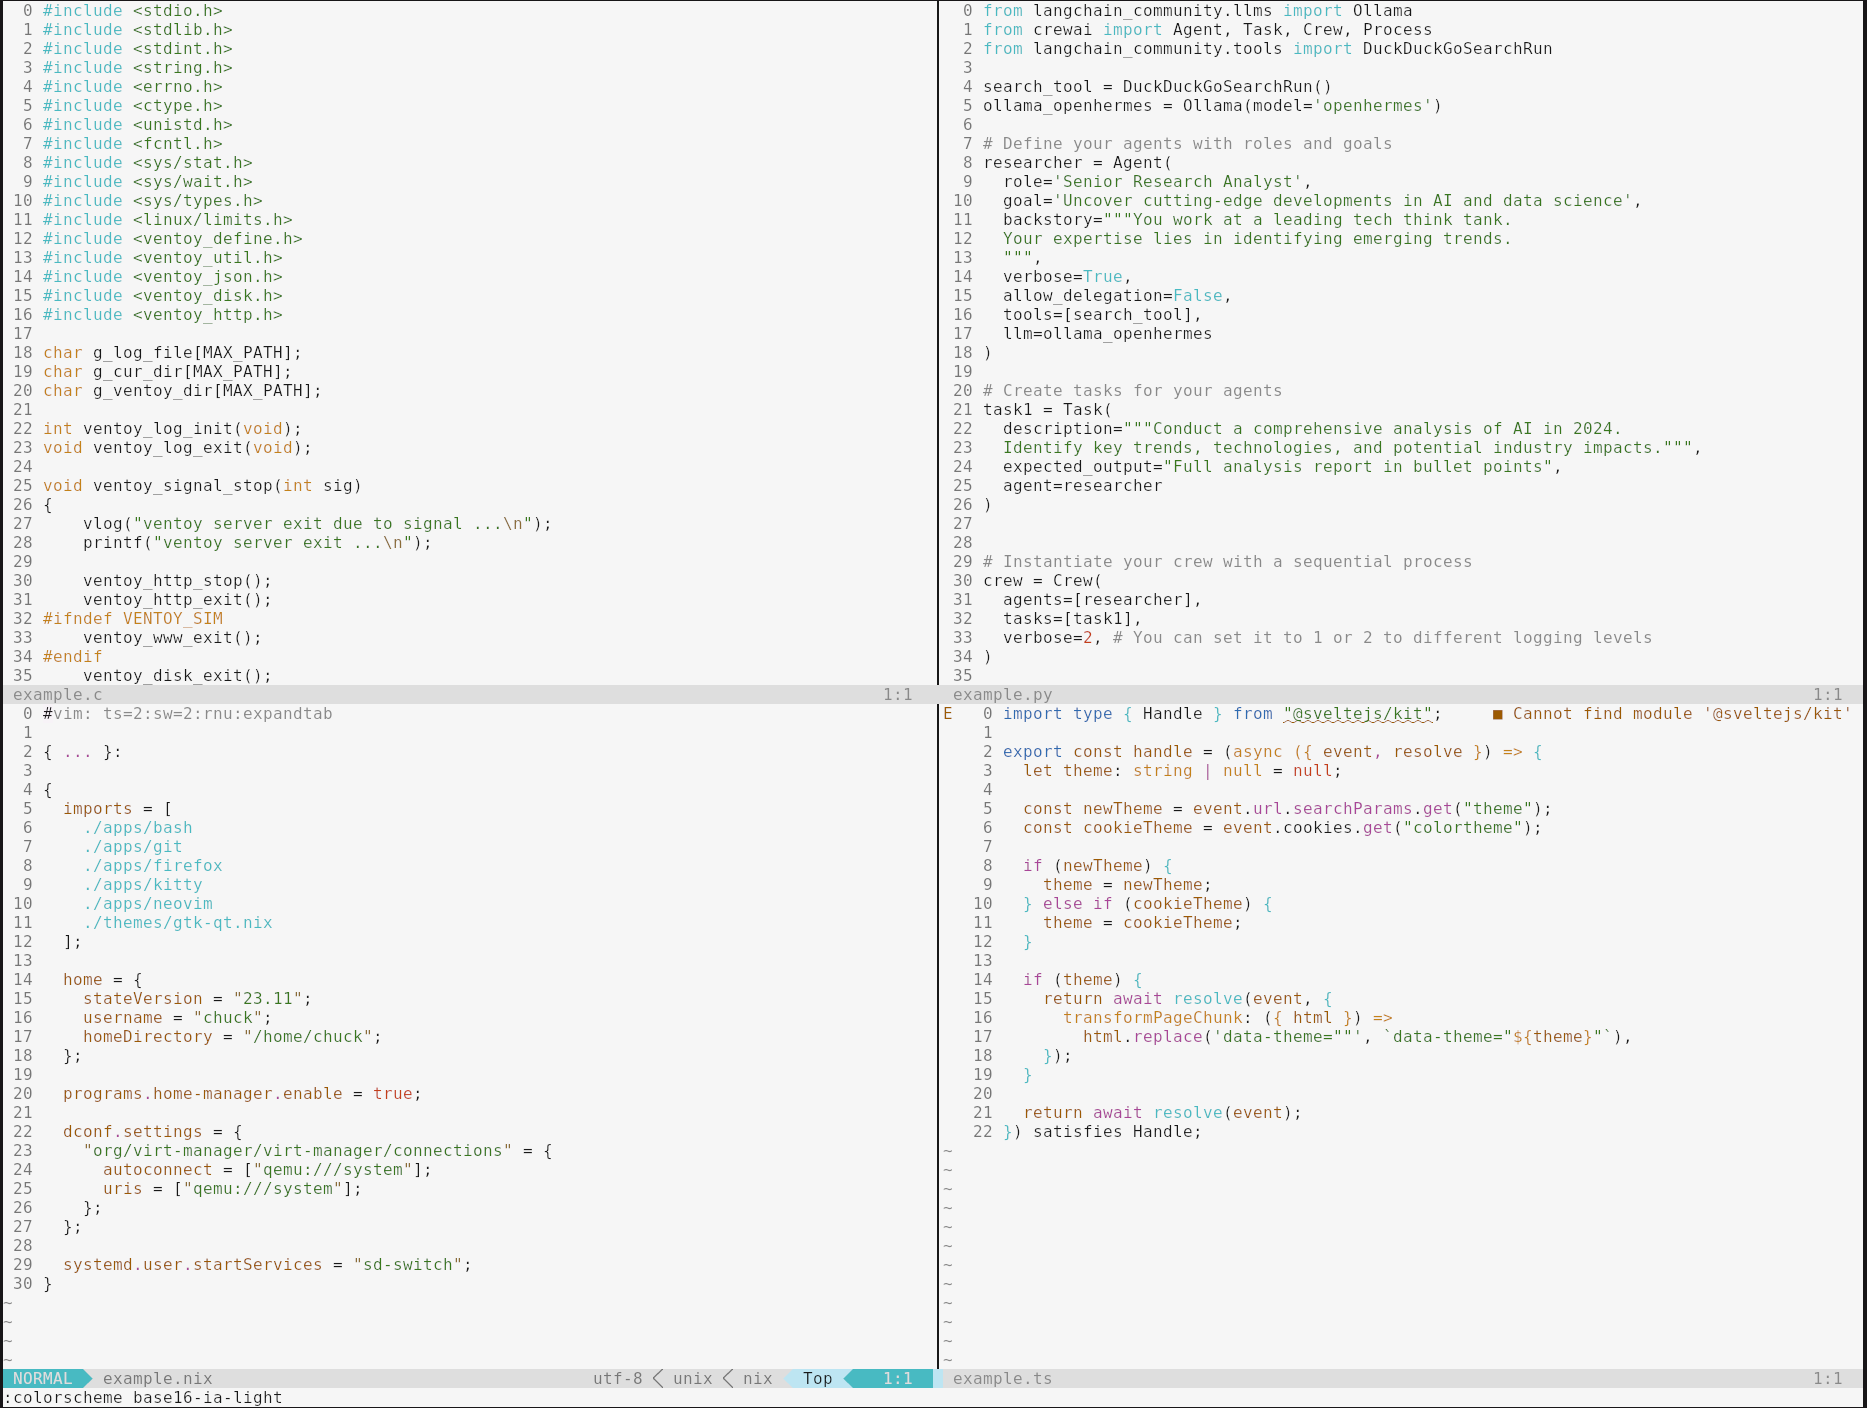 0 #include <stdio.h>
1 #include <stdlib.h>
2 #include <stdint.h>
3 #include <string.h>
4 #include <errno.h>
5 #include <ctype.h>
6 #include <unistd.h>
7 #include <fcntl.h>
8 #include <sys/stat.h>
9 #include <sys/wait.h>
10 #include <sys/types.h>
11 #include <linux/limits.h>
12 #include <ventoy_define.h>
13 #include <ventoy_util.h>
14 #include <ventoy_json.h>
15 #include <ventoy_disk.h>
16 #include <ventoy_http.h>
17
18 char g_log_file[MAX_PATH];
19 char g_cur_dir[MAX_PATH];
20 char g_ventoy_dir[MAX_PATH];
21
22 int ventoy_log_init(void);
23 void ventoy_log_exit(void);
24
25 void ventoy_signal_stop(int sig)
26 {
27     vlog("ventoy server exit due to signal ...\n");
28     printf("ventoy server exit ...\n");
29
30     ventoy_http_stop();
31     ventoy_http_exit();
32 #ifndef VENTOY_SIM
33     ventoy_www_exit();
34 #endif
35     ventoy_disk_exit();
example.c 1:1
0 from langchain_community.llms import Ollama
1 from crewai import Agent, Task, Crew, Process
2 from langchain_community.tools import DuckDuckGoSearchRun
3
4 search_tool = DuckDuckGoSearchRun()
5 ollama_openhermes = Ollama(model='openhermes')
6
7 # Define your agents with roles and goals
8 researcher = Agent(
9   role='Senior Research Analyst',
10   goal='Uncover cutting-edge developments in AI and data science',
11   backstory="""You work at a leading tech think tank.
12   Your expertise lies in identifying emerging trends.
13   """,
14   verbose=True,
15   allow_delegation=False,
16   tools=[search_tool],
17   llm=ollama_openhermes
18 )
19
20 # Create tasks for your agents
21 task1 = Task(
22   description="""Conduct a comprehensive analysis of AI in 2024.
23   Identify key trends, technologies, and potential industry impacts.""",
24   expected_output="Full analysis report in bullet points",
25   agent=researcher
26 )
27
28
29 # Instantiate your crew with a sequential process
30 crew = Crew(
31   agents=[researcher],
32   tasks=[task1],
33   verbose=2, # You can set it to 1 or 2 to different logging levels
34 )
35
example.py 1:1
0 #vim: ts=2:sw=2:rnu:expandtab
1
2 { ... }:
3
4 {
5   imports = [
6     ./apps/bash
7     ./apps/git
8     ./apps/firefox
9     ./apps/kitty
10     ./apps/neovim
11     ./themes/gtk-qt.nix
12   ];
13
14   home = {
15     stateVersion = "23.11";
16     username = "chuck";
17     homeDirectory = "/home/chuck";
18   };
19
20   programs.home-manager.enable = true;
21
22   dconf.settings = {
23     "org/virt-manager/virt-manager/connections" = {
24       autoconnect = ["qemu:///system"];
25       uris = ["qemu:///system"];
26     };
27   };
28
29   systemd.user.startServices = "sd-switch";
30 }
~
~
~
~
NORMAL example.nix utf-8 unix nix Top 1:1
E 0 import type { Handle } from "@sveltejs/kit";     ■ Cannot find module '@sveltejs/kit'
1
2 export const handle = (async ({ event, resolve }) => {
3   let theme: string | null = null;
4
5   const newTheme = event.url.searchParams.get("theme");
6   const cookieTheme = event.cookies.get("colortheme");
7
8   if (newTheme) {
9     theme = newTheme;
10   } else if (cookieTheme) {
11     theme = cookieTheme;
12   }
13
14   if (theme) {
15     return await resolve(event, {
16       transformPageChunk: ({ html }) =>
17         html.replace('data-theme=""', `data-theme="${theme}"`),
18     });
19   }
20
21   return await resolve(event);
22 }) satisfies Handle;
~
~
~
~
~
~
~
~
~
~
~
~
example.ts 1:1
:colorscheme base16-ia-light